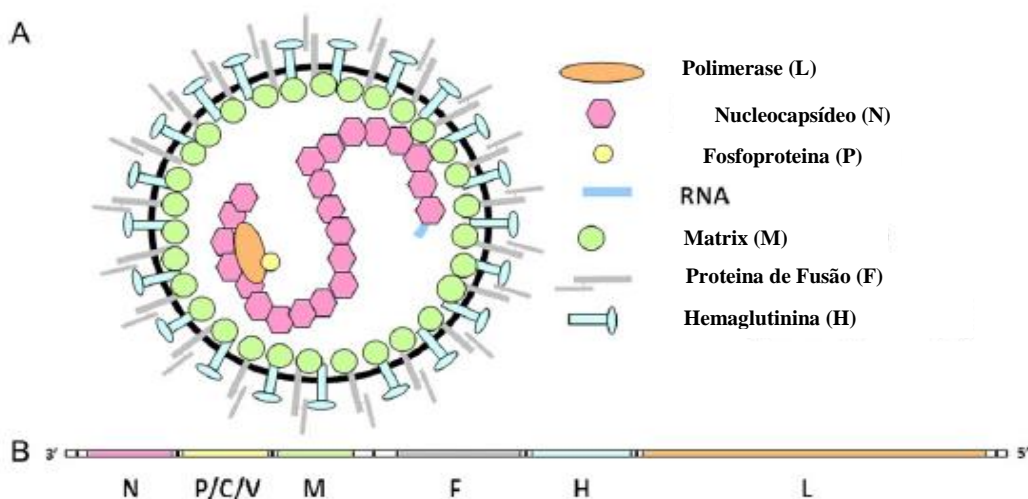 A
Polimerase (L)
Nucleocapsídeo (N)
Fosfoproteina (P)
RNA
Matrix (M)
Proteina de Fusão (F)
Hemaglutinina (H)
B 3' 5'
N P/C/V M F H L